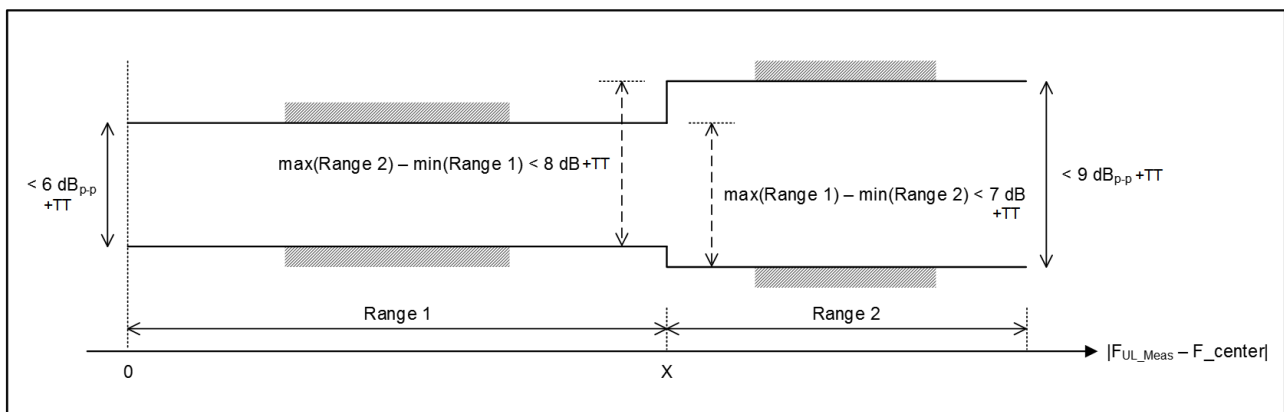 max(Range 2) – min(Range 1) < 8 dB +TT
< 6 dBp-p
+TT
max(Range 1) – min(Range 2) < 7 dB
+TT
< 9 dBp-p +TT
Range 1
Range 2
0
X
|FUL_Meas – F_center|